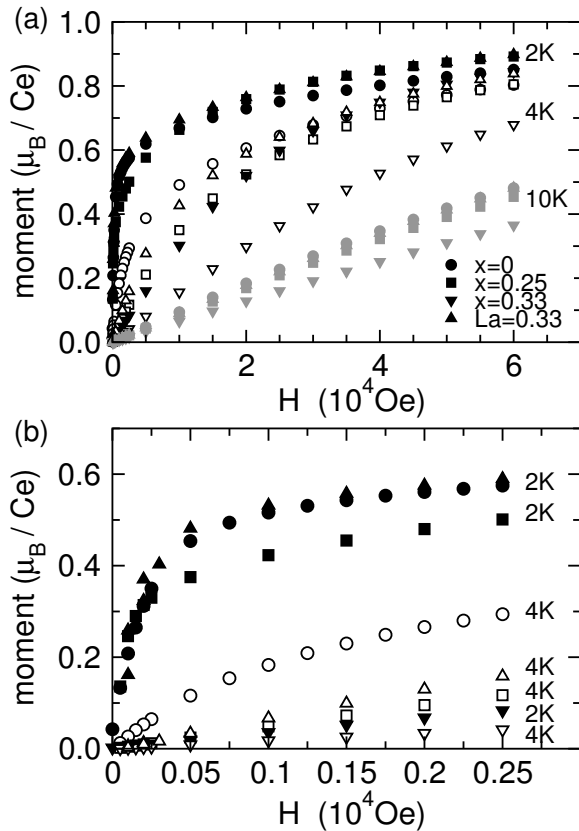 (a)
1.0
0.8
0.6
0.4
0.2
0.0
moment (μ_B / Ce)
2K
4K
10K
x=0
x=0.25
x=0.33
La=0.33
0 2 4 6
H (10⁴Oe)
(b)
0.6
0.4
0.2
0.0
moment (μ_B / Ce)
2K
2K
4K
4K
4K
2K
4K
0 0.05 0.1 0.15 0.2 0.25
H (10⁴Oe)